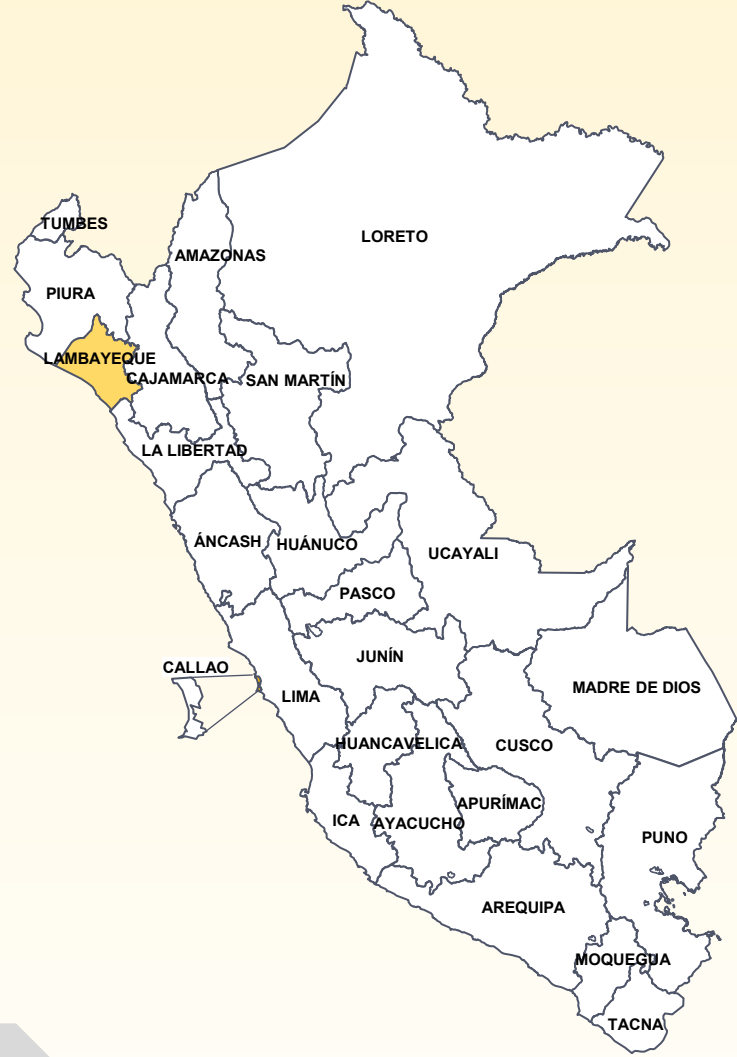 TUMBES
LORETO
AMAZONAS
PIURA
LAMBAYEQUE
CAJAMARCA
SAN MARTÍN
LA LIBERTAD
ÁNCASH
HUÁNUCO
UCAYALI
PASCO
JUNÍN
CALLAO
LIMA
MADRE DE DIOS
HUANCAVELICA
CUSCO
APURÍMAC
ICA
AYACUCHO
PUNO
AREQUIPA
MOQUEGUA
TACNA